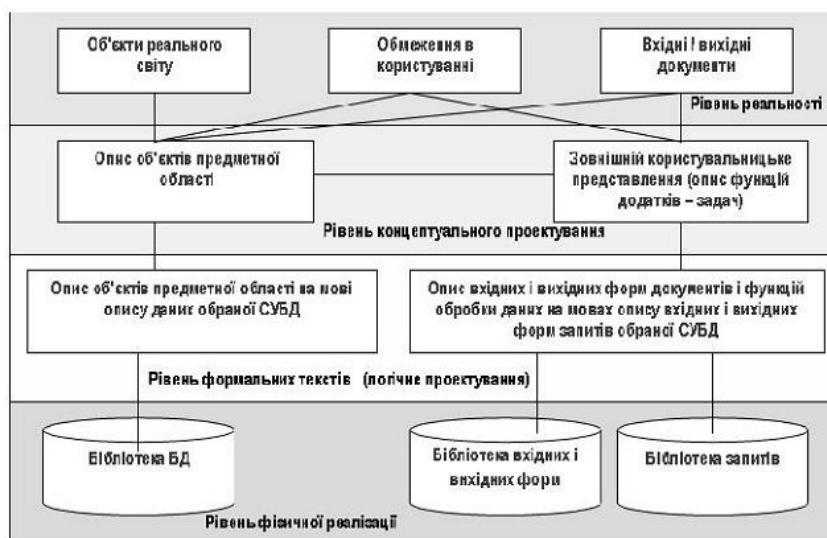 Об'єкти реального
світу
Обмеження в
користуванні
Вхідні ! вихідні
документи
Рівень реальності
Опис об'єктів предметної
області
Зовнішній користувальницьке
представлення (опис функцій
додатків – задач)
Рівень концептуального проектування
Опис об'єктів предметної області на мові
опису даних обраної СУБД
Опис вхідних і вихідних форм документів і функцій
обробки даних на мовах опису вхідних і вихідних
форм запитів обраної СУБД
Рівень формальних текстів (логічне проектування)
Бібліотека БД
Бібліотека вхідних і
вихідних форм
Бібліотека запитів
Рівень фізичної реалізації